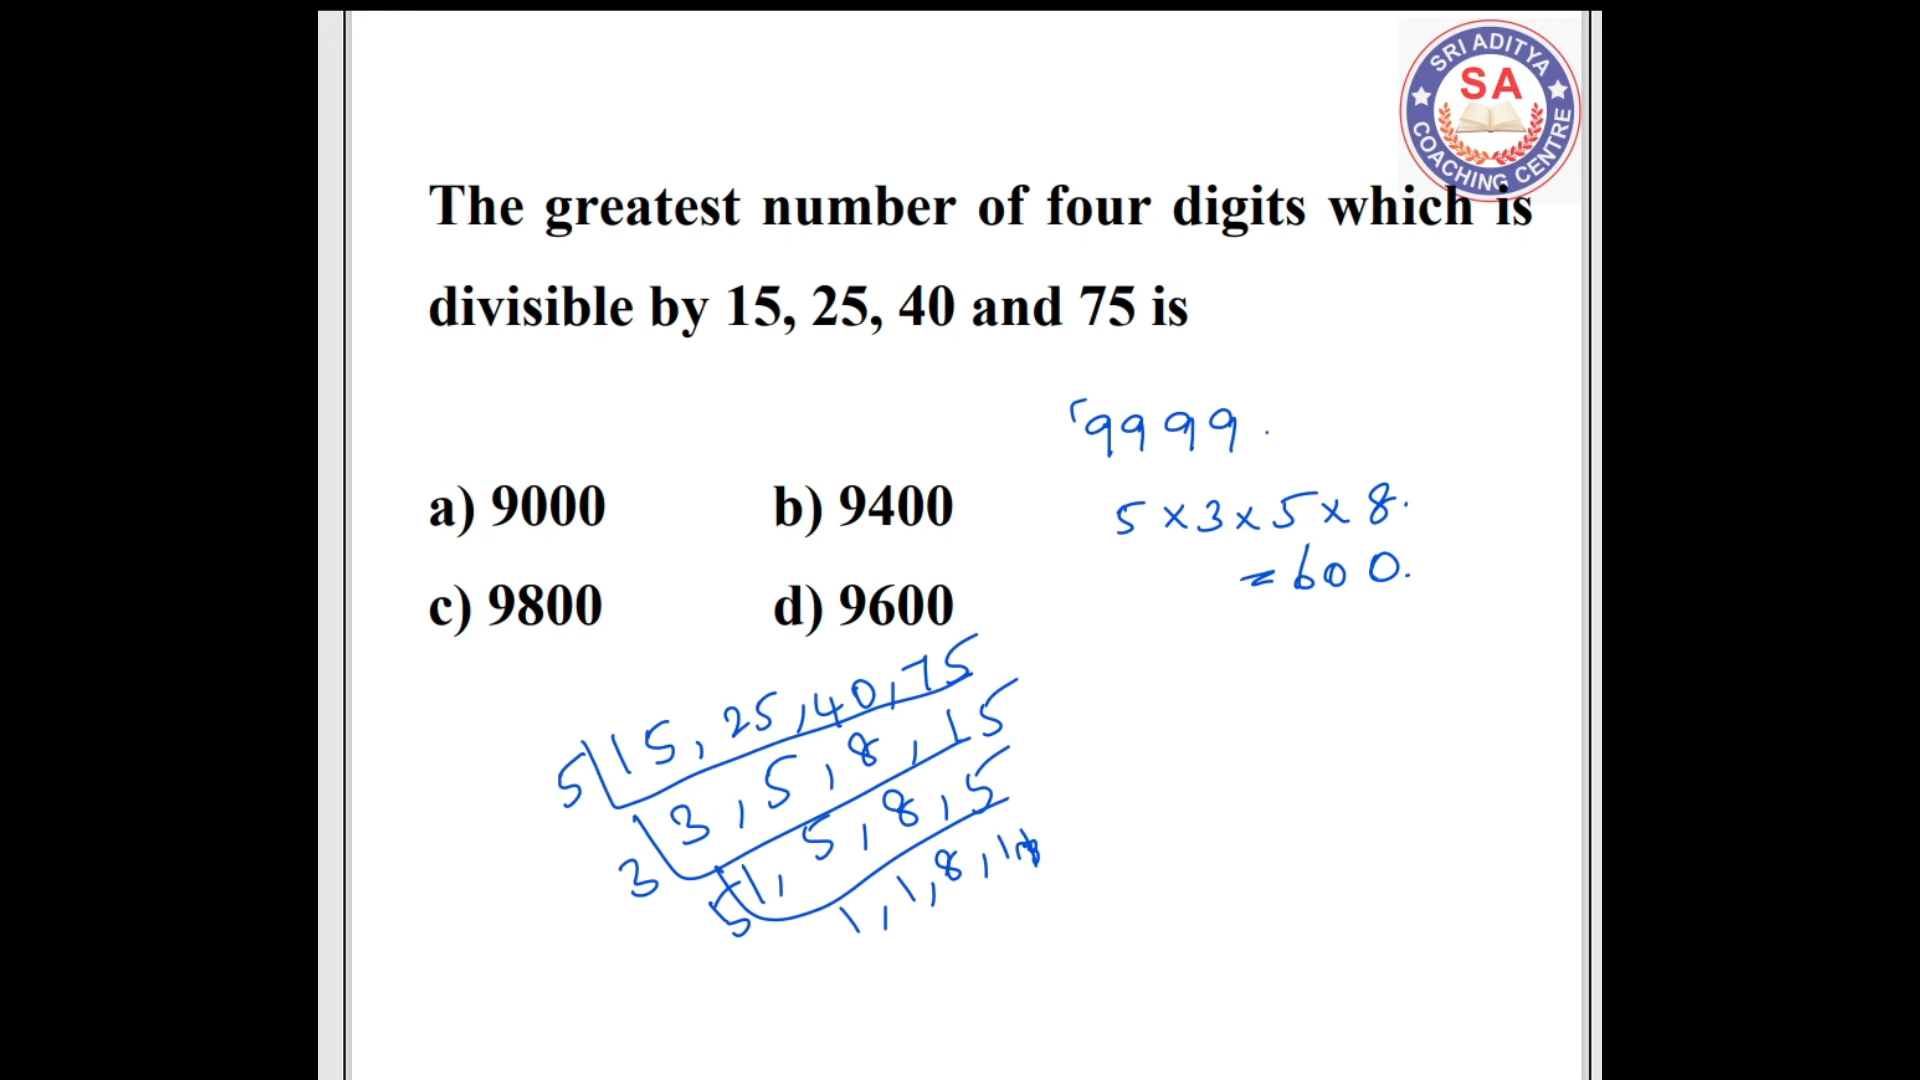 SRI ADITYA
SA
COACHING CENTRE
The greatest number of four digits which is
divisible by 15, 25, 40 and 75 is
9999.
a) 9000 b) 9400
5 × 3 × 5 × 8.
= 600.
c) 9800 d) 9600
5 15, 25, 40, 75
3 3, 5, 8, 15
5 1, 5, 8, 5
1, 1, 8, 1